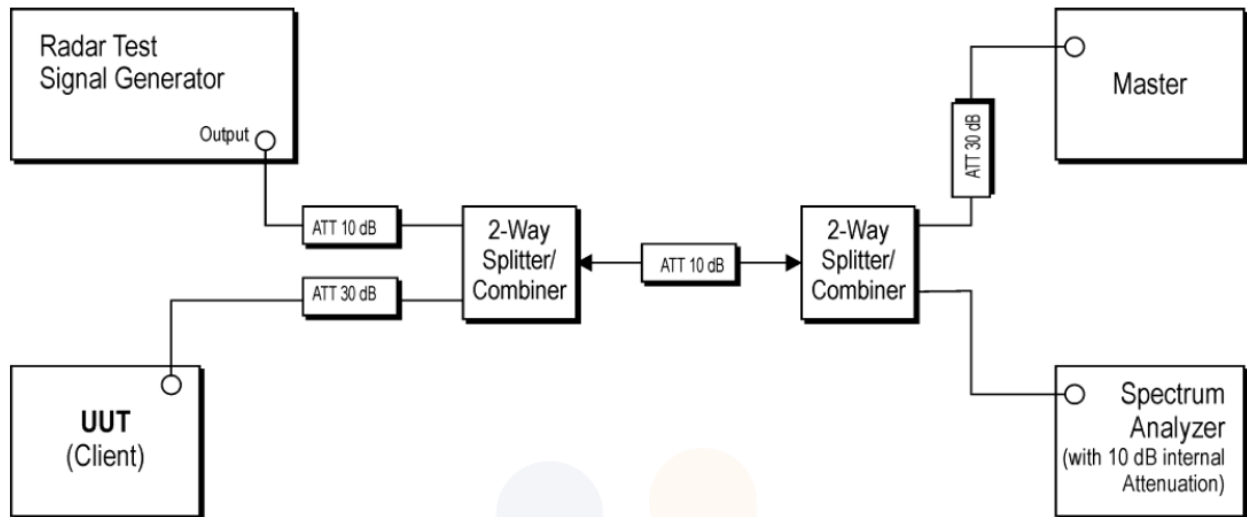 Radar Test
Signal Generator
Output
ATT 10 dB
ATT 30 dB
UUT
(Client)
2-Way
Splitter/
Combiner
ATT 10 dB
2-Way
Splitter/
Combiner
ATT 30 dB
Master
Spectrum
Analyzer
(with 10 dB internal
Attenuation)